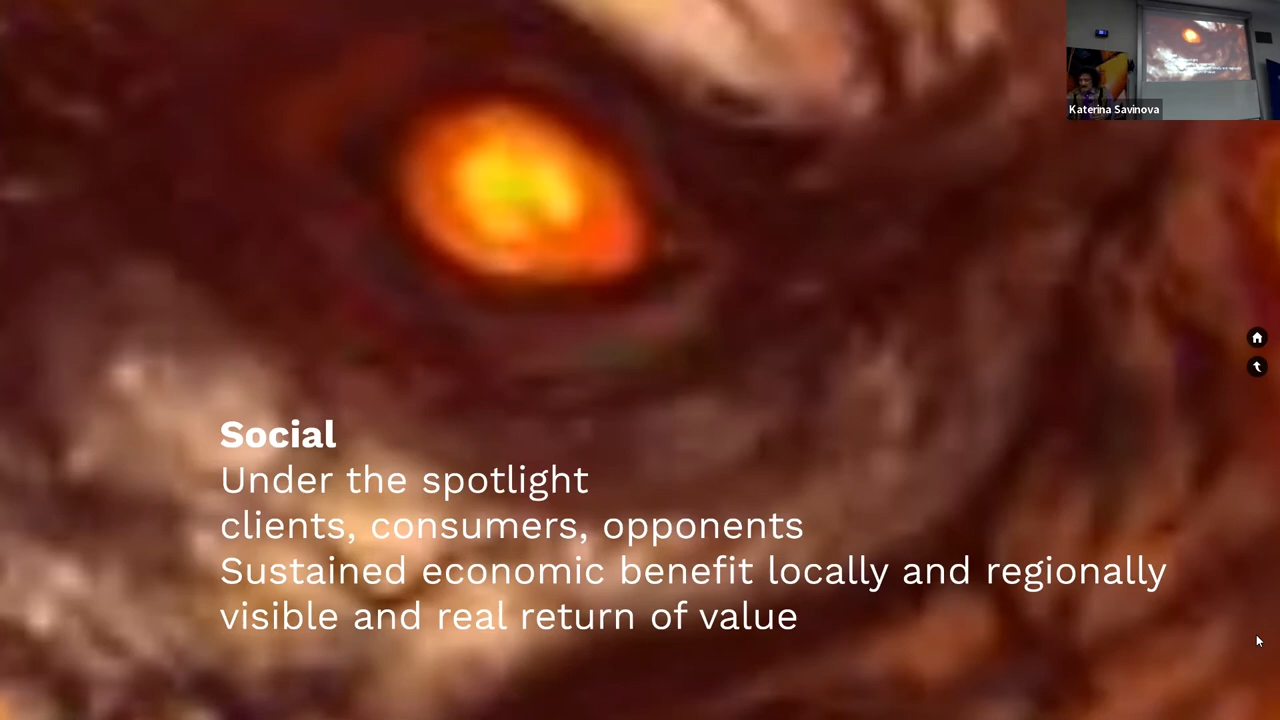 Katerina Savinova
Social
Under the spotlight
clients, consumers, opponents
Sustained economic benefit locally and regionally
visible and real return of value